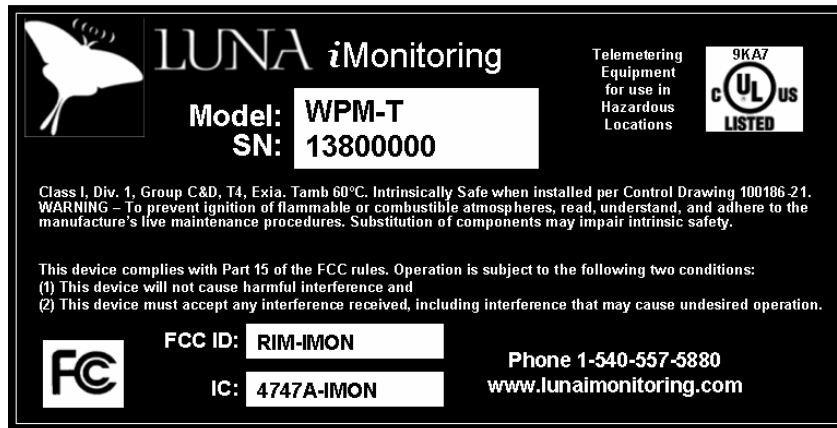 LUNA iMonitoring
Telemetering
Equipment
for use in
Hazardous
Locations
9KA7
C UL US
LISTED
Model: WPM-T
SN: 13800000
Class I, Div. 1, Group C&D, T4, Exia. Tamb 60°C. Intrinsically Safe when installed per Control Drawing 100186-21.
WARNING – To prevent ignition of flammable or combustible atmospheres, read, understand, and adhere to the
manufacture's live maintenance procedures. Substitution of components may impair intrinsic safety.
This device complies with Part 15 of the FCC rules. Operation is subject to the following two conditions:
(1) This device will not cause harmful interference and
(2) This device must accept any interference received, including interference that may cause undesired operation.
FC
FCC ID: RIM-IMON
IC: 4747A-IMON
Phone 1-540-557-5880
www.lunaimonitoring.com